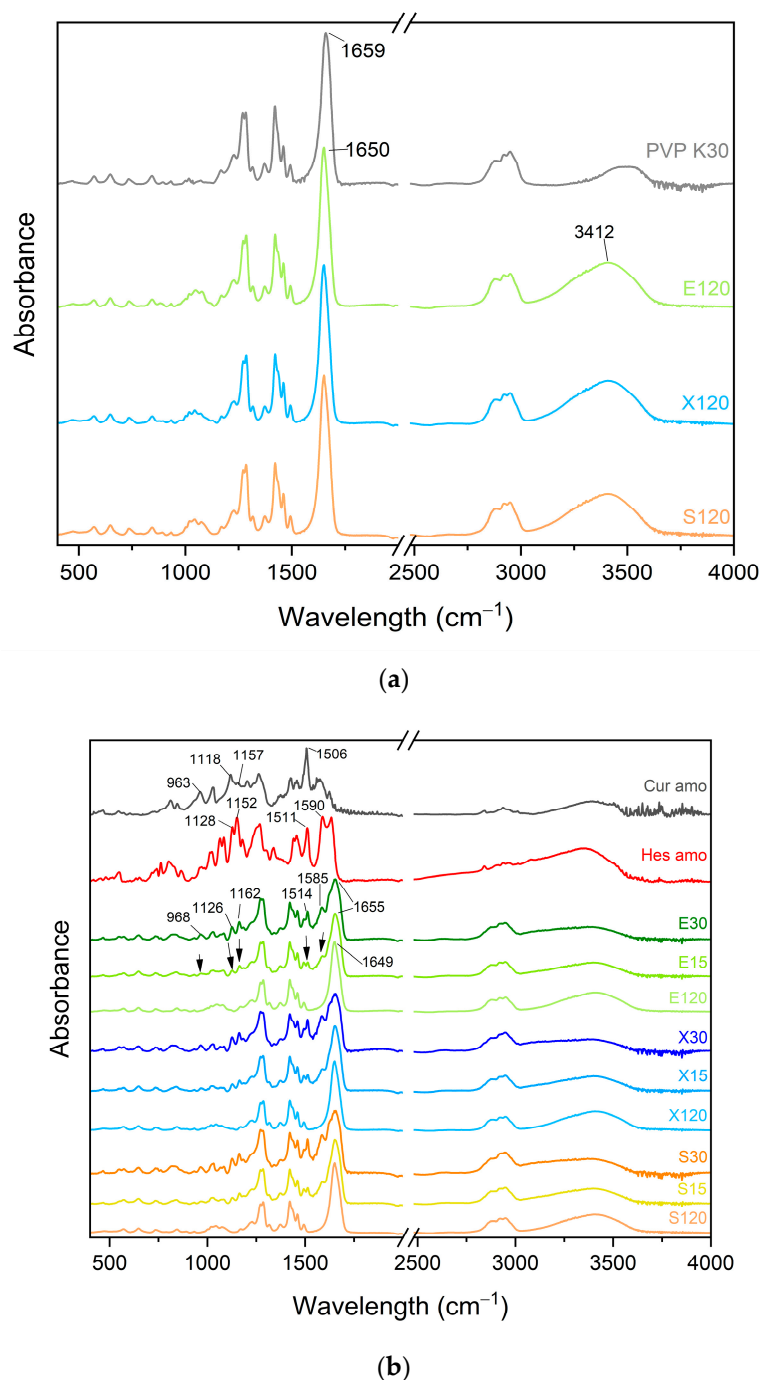 1659
1650
PVP K30
3412
E120
X120
S120
Absorbance
500 1000 1500 2500 3000 3500 4000
Wavelength (cm⁻¹)
(a)
1506
1118 1157
963
Cur amo
1152 1590
1128 1511
Hes amo
1585
1162 1514
1126 1655
968
E30
E15
1649
E120
X30
X15
X120
S30
S15
S120
Absorbance
500 1000 1500 2500 3000 3500 4000
Wavelength (cm⁻¹)
(b)